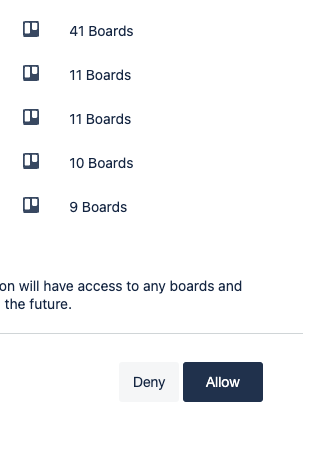 41 Boards
11 Boards
11 Boards
10 Boards
9 Boards
on will have access to any boards and
the future.
Deny
Allow